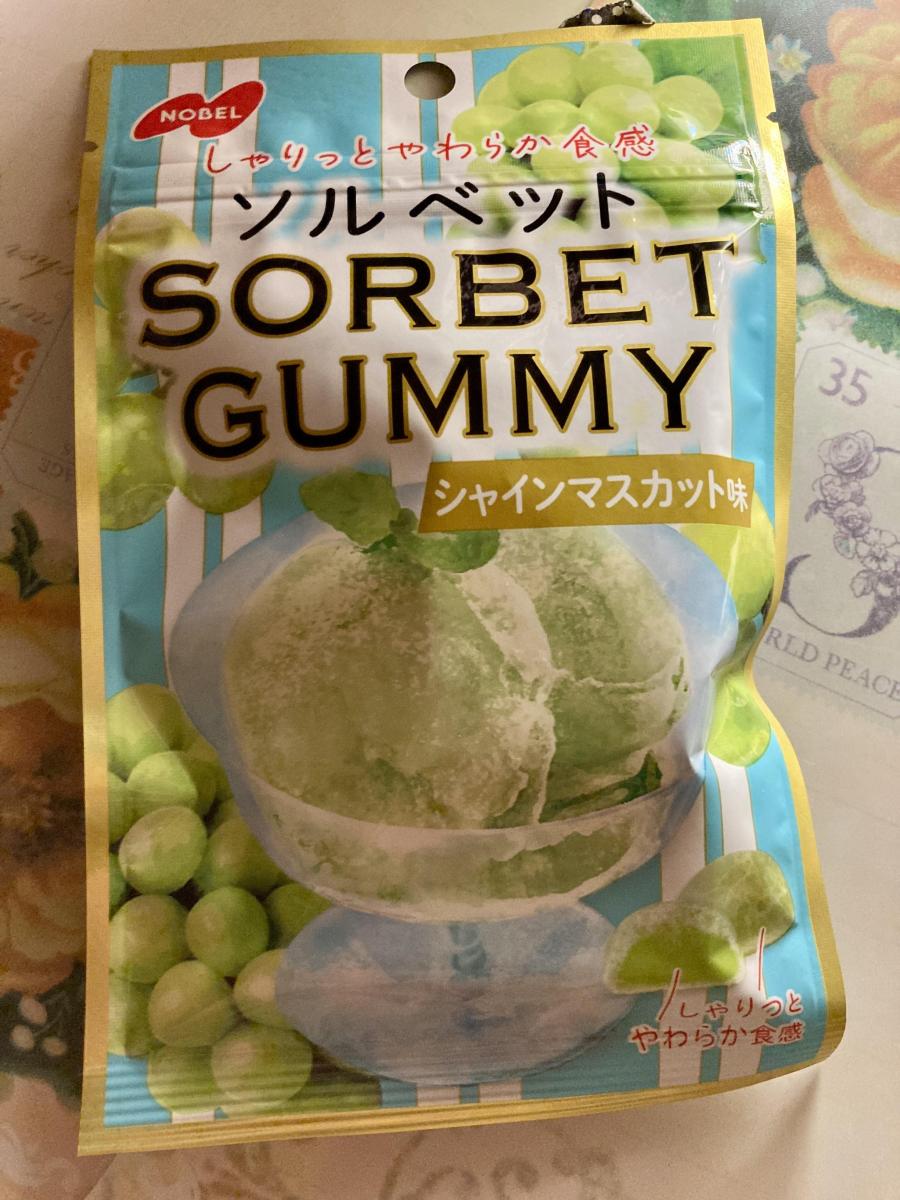 NOBEL
しゃりっとやわらか食感
ソルベット
SORBET
GUMMY
シャインマスカット味
しゃりっと
やわらか食感
35
RLD PEACE